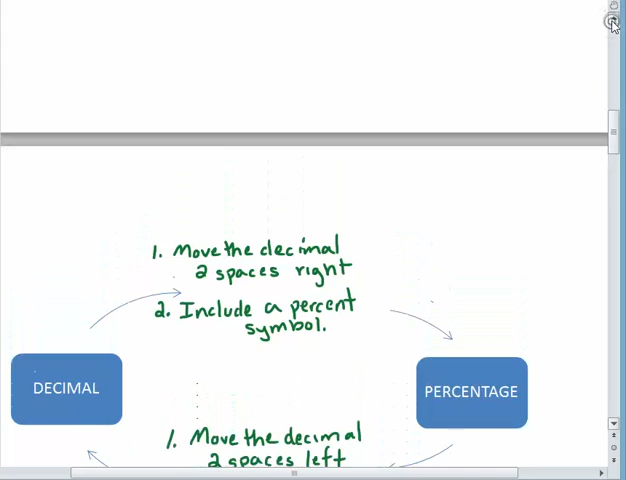 1. Move the decimal
2 spaces right
2. Include a percent
symbol.
DECIMAL
PERCENTAGE
1. Move the decimal
2 spaces left